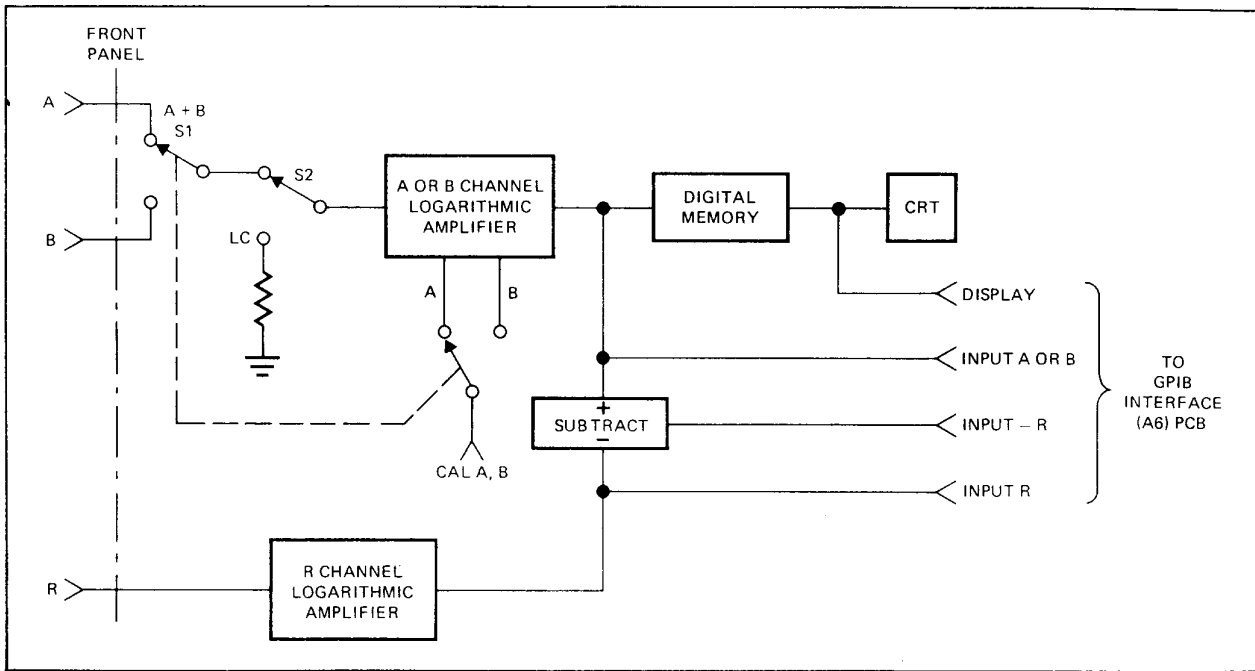 FRONT
PANEL
A
A + B
S1
S2
B
LC
A OR B CHANNEL
LOGARITHMIC
AMPLIFIER
DIGITAL
MEMORY
CRT
A
B
CAL A, B
DISPLAY
INPUT A OR B
+
SUBTRACT
−
INPUT – R
INPUT R
TO
GPIB
INTERFACE
(A6) PCB
R
R CHANNEL
LOGARITHMIC
AMPLIFIER